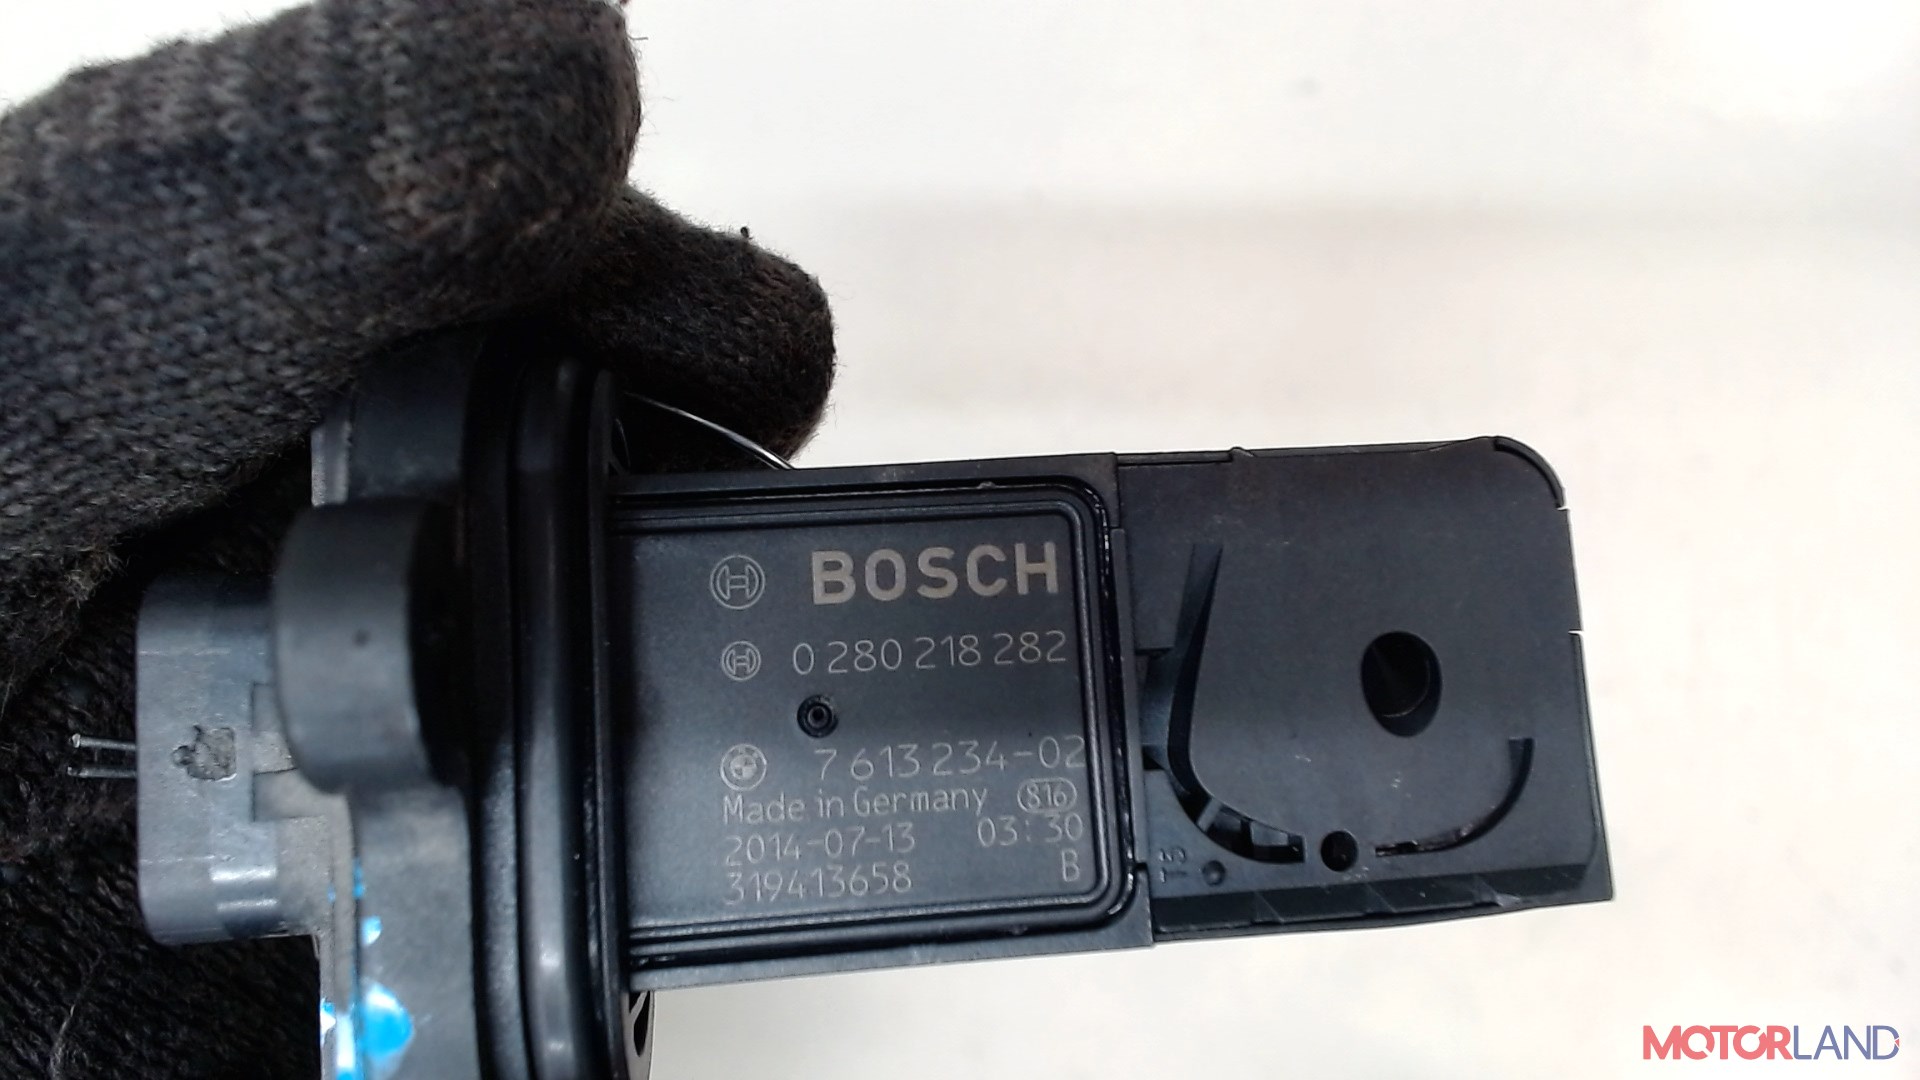 BOSCH
0 280 218 282
7 613 234-02
Made in Germany 816
2014-07-13 03:30
319413658 B
T5
MOTORLAND